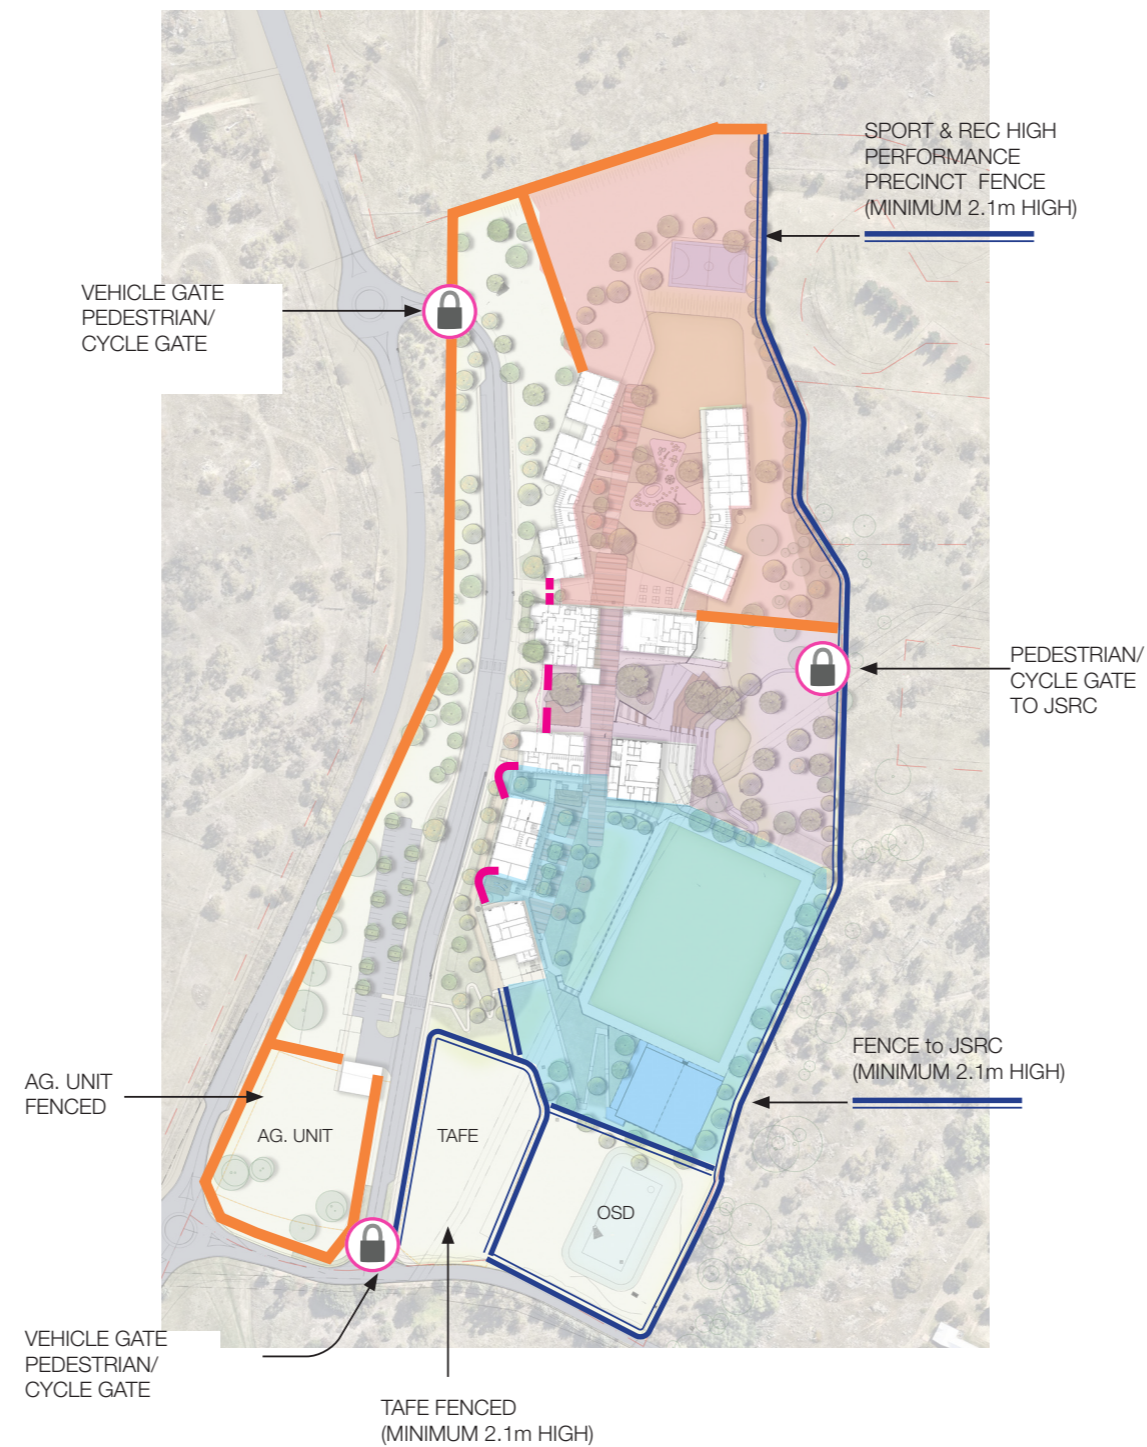 SPORT & REC HIGH
PERFORMANCE
PRECINCT FENCE
(MINIMUM 2.1m HIGH)
VEHICLE GATE
PEDESTRIAN/
CYCLE GATE
PEDESTRIAN/
CYCLE GATE
TO JSRC
FENCE to JSRC
(MINIMUM 2.1m HIGH)
AG. UNIT
FENCED
AG. UNIT
TAFE
OSD
VEHICLE GATE
PEDESTRIAN/
CYCLE GATE
TAFE FENCED
(MINIMUM 2.1m HIGH)